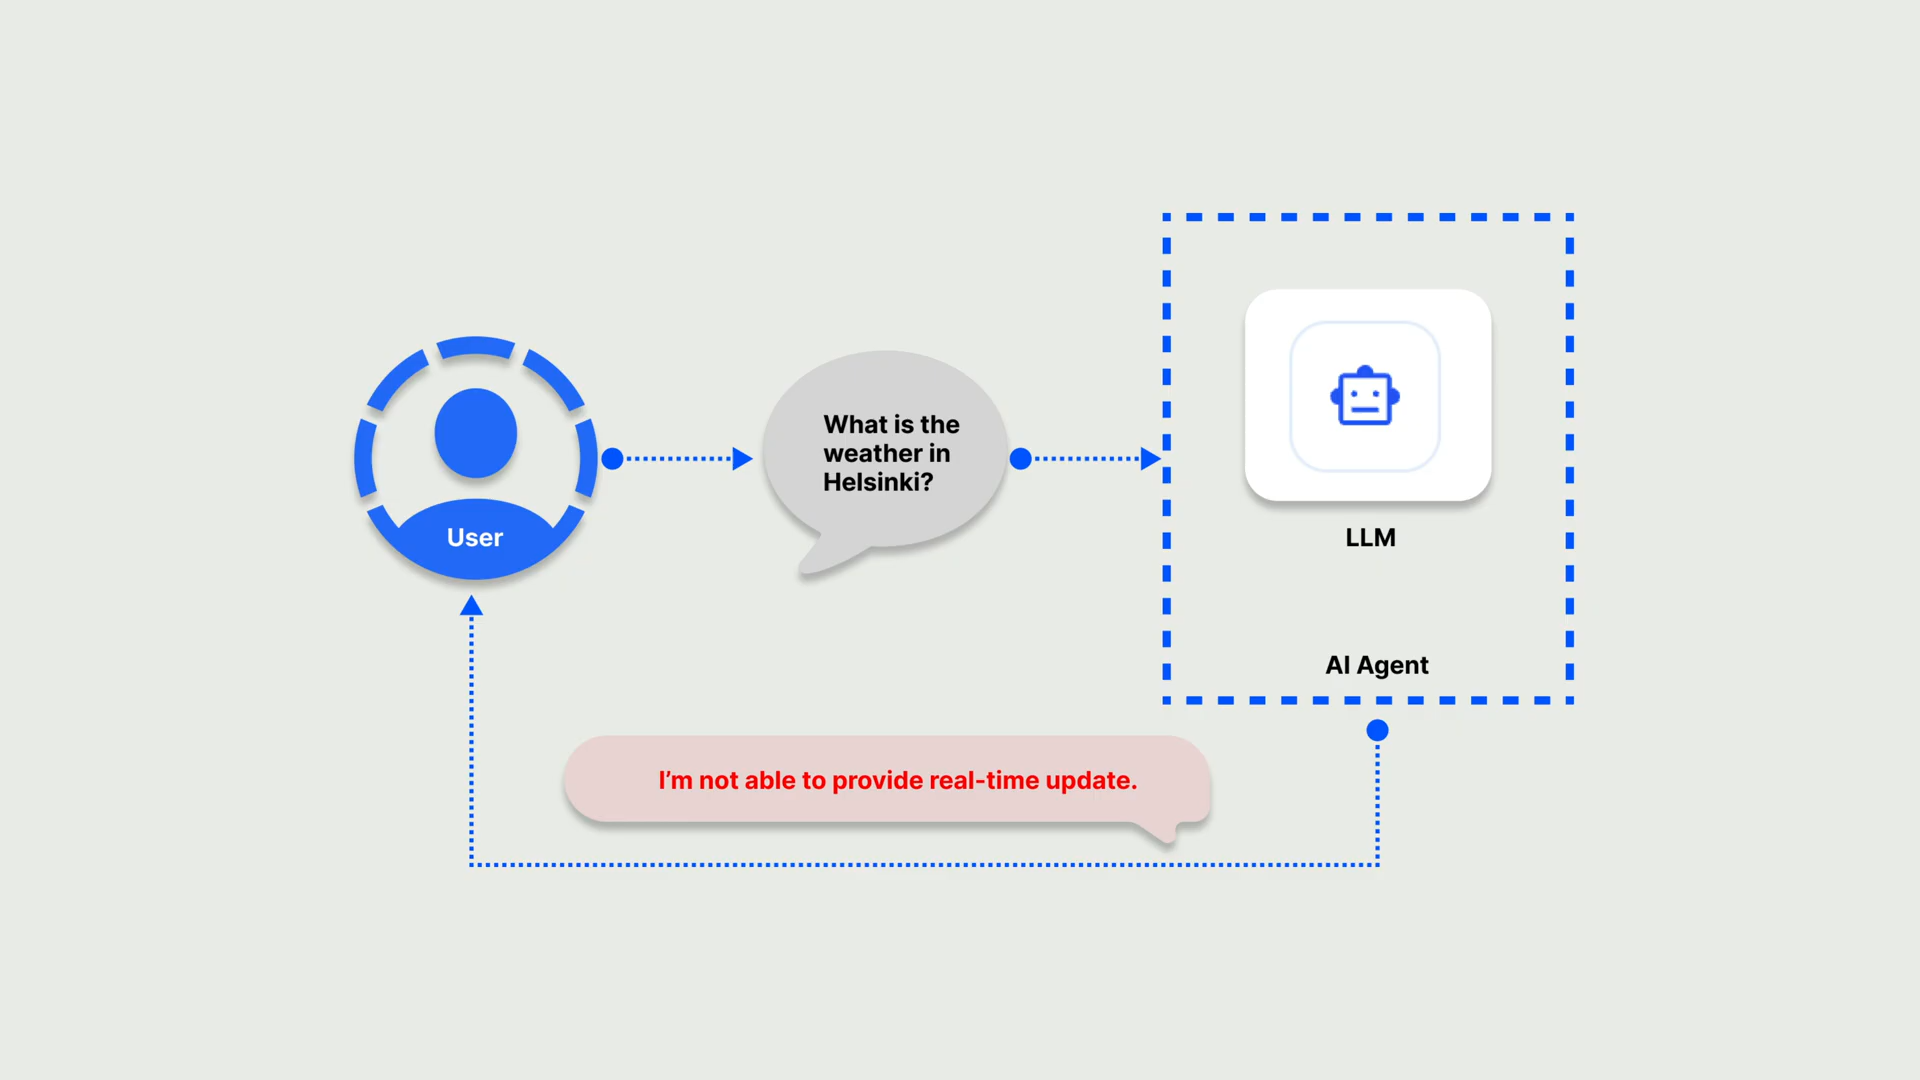 What is the
weather in
Helsinki?
User
LLM
AI Agent
I’m not able to provide real-time update.